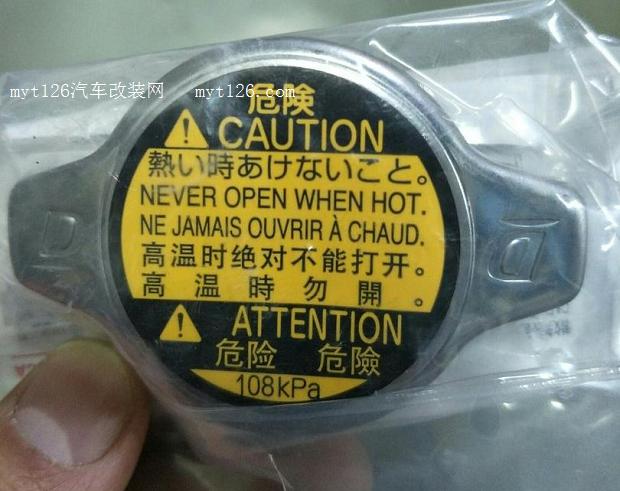 myt126汽车改装网 myt126.com
危険
CAUTION
熱い時あけないこと。
NEVER OPEN WHEN HOT.
NE JAMAIS OUVRIR À CHAUD.
高温时绝对不能打开。
高温時勿開。
ATTENTION
危险 危險
108kPa
D D